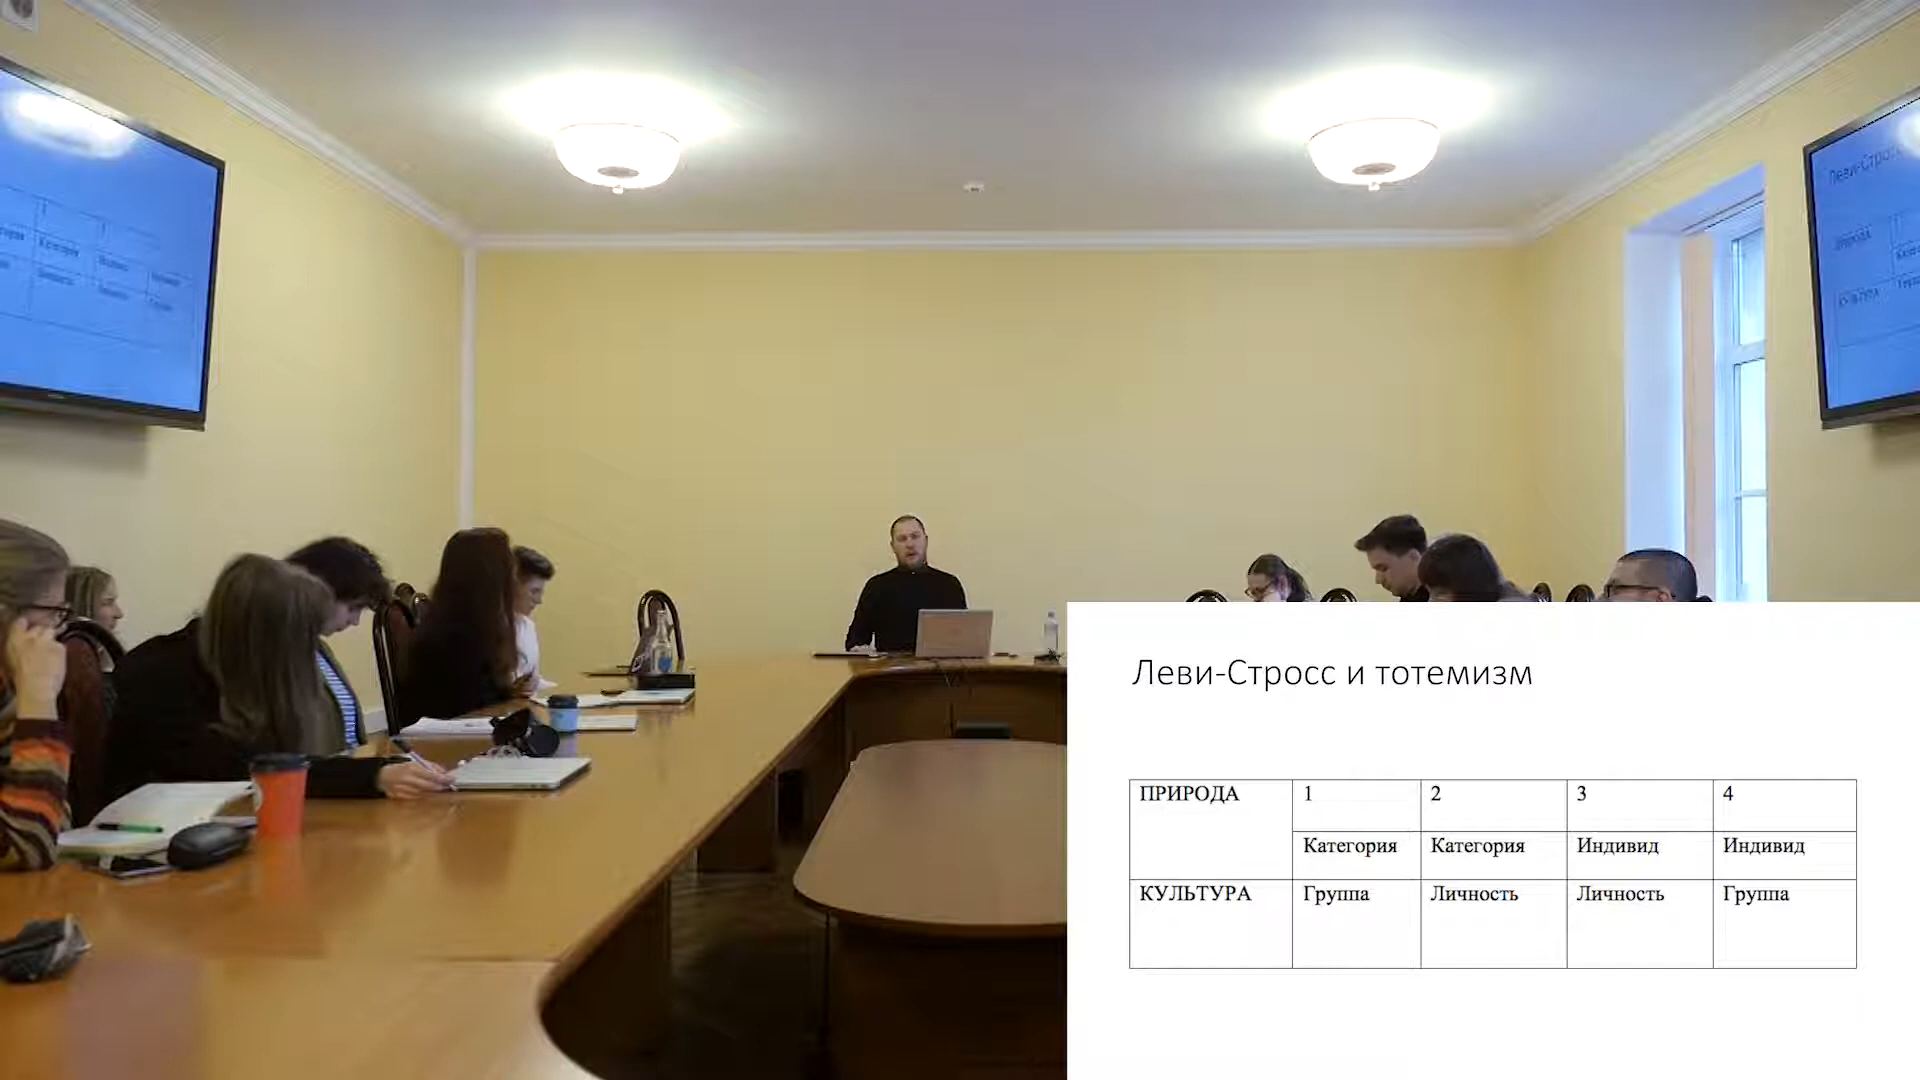 Леви-Стросс и тотемизм
ПРИРОДА 1 2 3 4
Категория Категория Индивид Индивид
КУЛЬТУРА Группа Личность Личность Группа